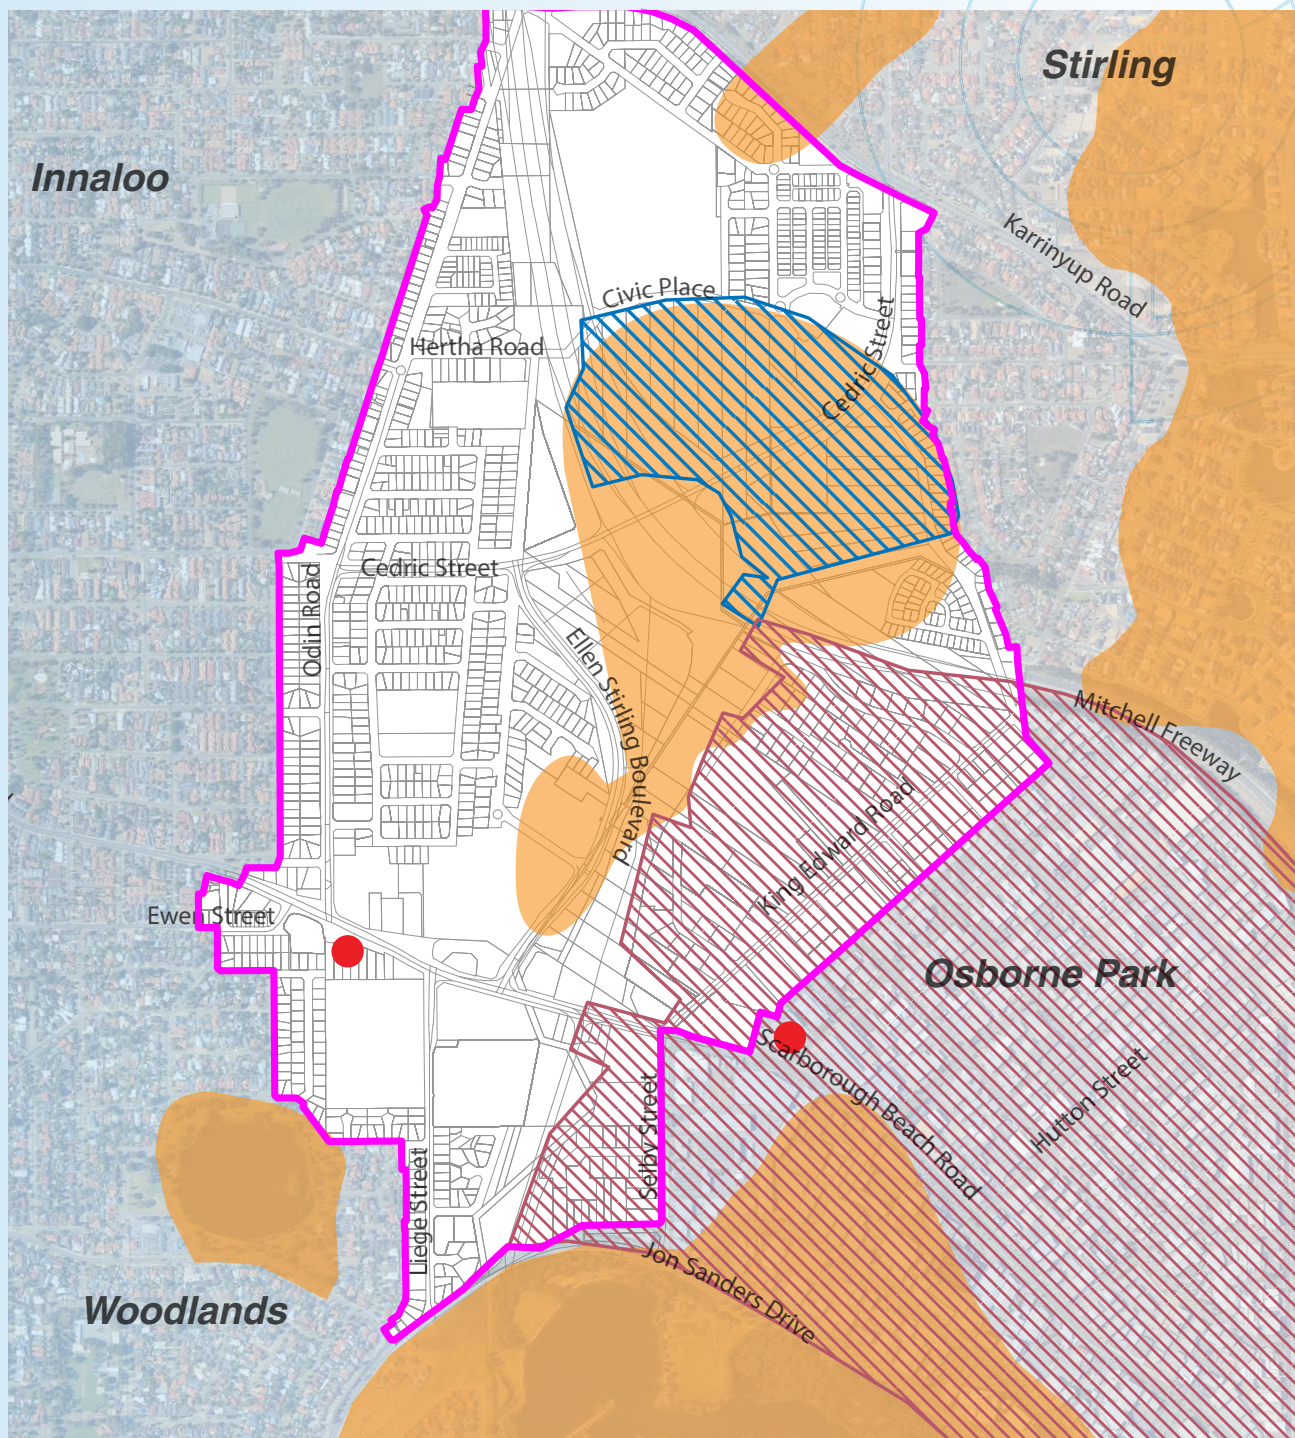 Stirling
Innaloo
Karrinyup Road
Civic Place
Cedric Street
Hertha Road
Cedric Street
Odin Road
Ellen Stirling Boulevard
Mitchell Freeway
King Edward Road
Ewen Street
Osborne Park
Scarborough Beach Road
Hutton Street
Selby Street
Liege Street
Jon Sanders Drive
Woodlands